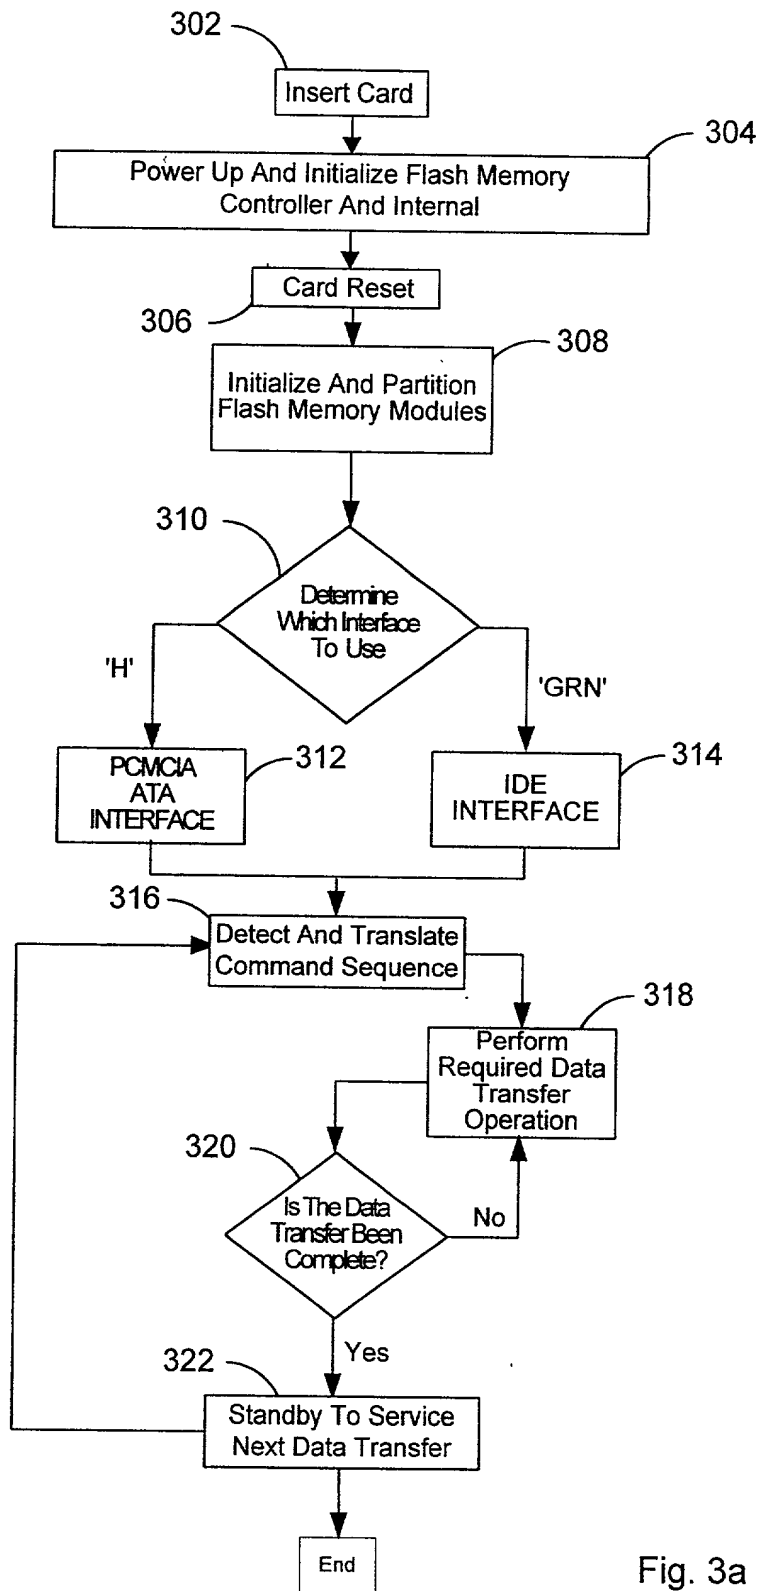 302
Insert Card
304
Power Up And Initialize Flash Memory
Controller And Internal
Card Reset
306
308
Initialize And Partition
Flash Memory Modules
310
Determine
Which Interface
To Use
'H'
'GRN'
PCMCIA
ATA
INTERFACE
312
IDE
INTERFACE
314
316
Detect And Translate
Command Sequence
318
Perform
Required Data
Transfer
Operation
320
Is The Data
Transfer Been
Complete?
No
Yes
322
Standby To Service
Next Data Transfer
End
Fig. 3a